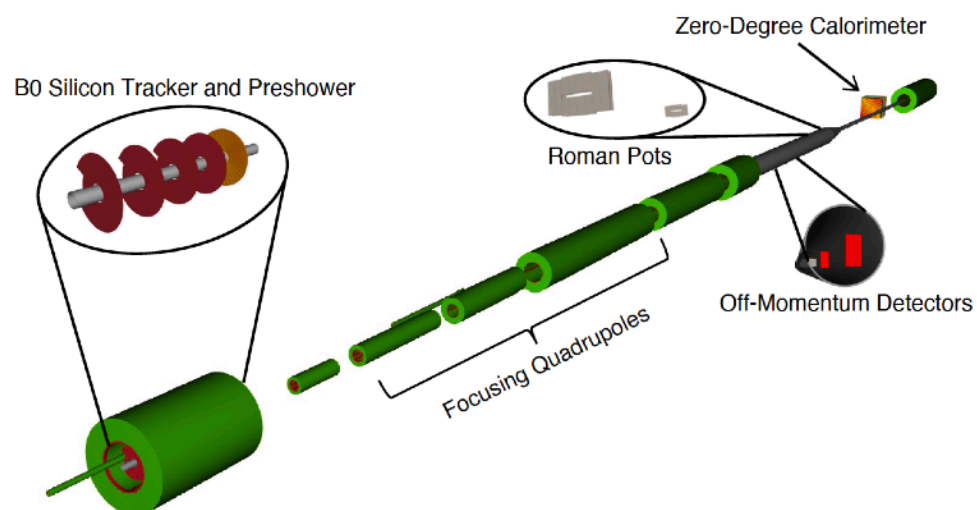 Zero-Degree Calorimeter
B0 Silicon Tracker and Preshower
Roman Pots
Off-Momentum Detectors
Focusing Quadrupoles